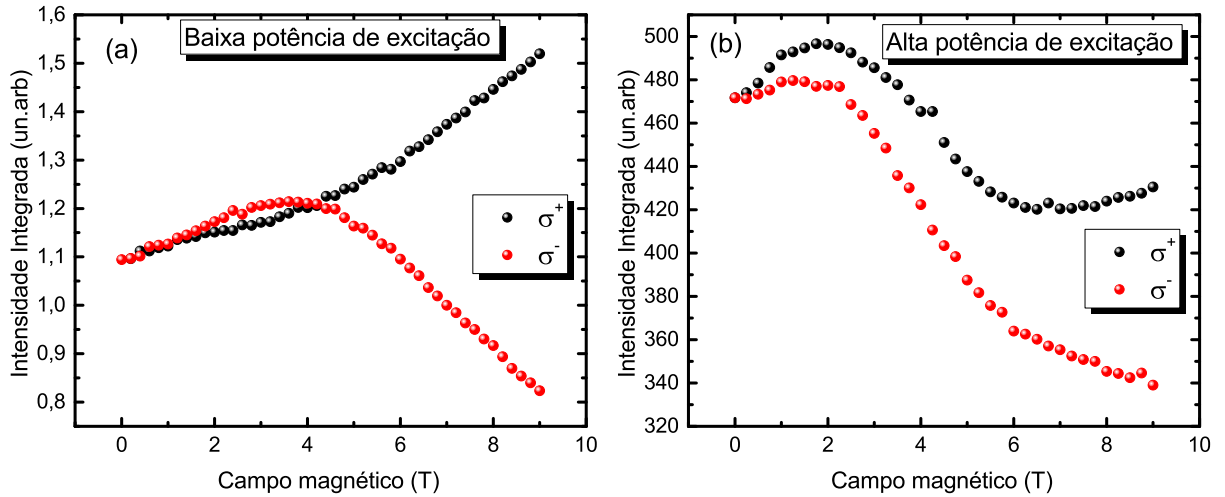 (a)
Baixa potência de excitação
1,6
1,5
1,4
1,3
1,2
1,1
1,0
0,9
0,8
Intensidade Integrada (un.arb)
σ+
σ-
0 2 4 6 8 10
Campo magnético (T)
(b)
Alta potência de excitação
500
480
460
440
420
400
380
360
340
320
Intensidade Integrada (un.arb)
σ+
σ-
0 2 4 6 8 10
Campo magnético (T)